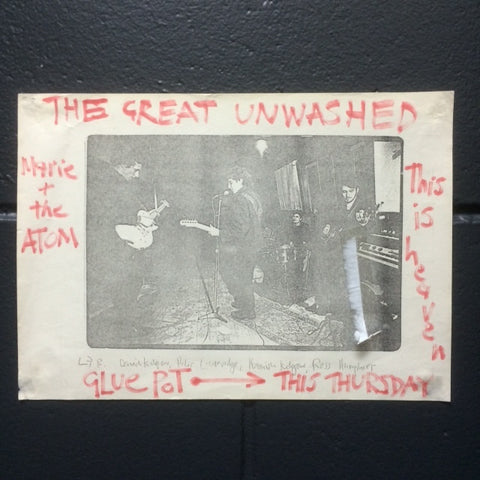 THE GREAT UNWASHED
Marie
+
the
ATOM
This
is
heaven
L→R. David Kilgour, Peter Gutteridge, Hamish Kilgour, Ross Humphries
GLUE POT → THIS THURSDAY